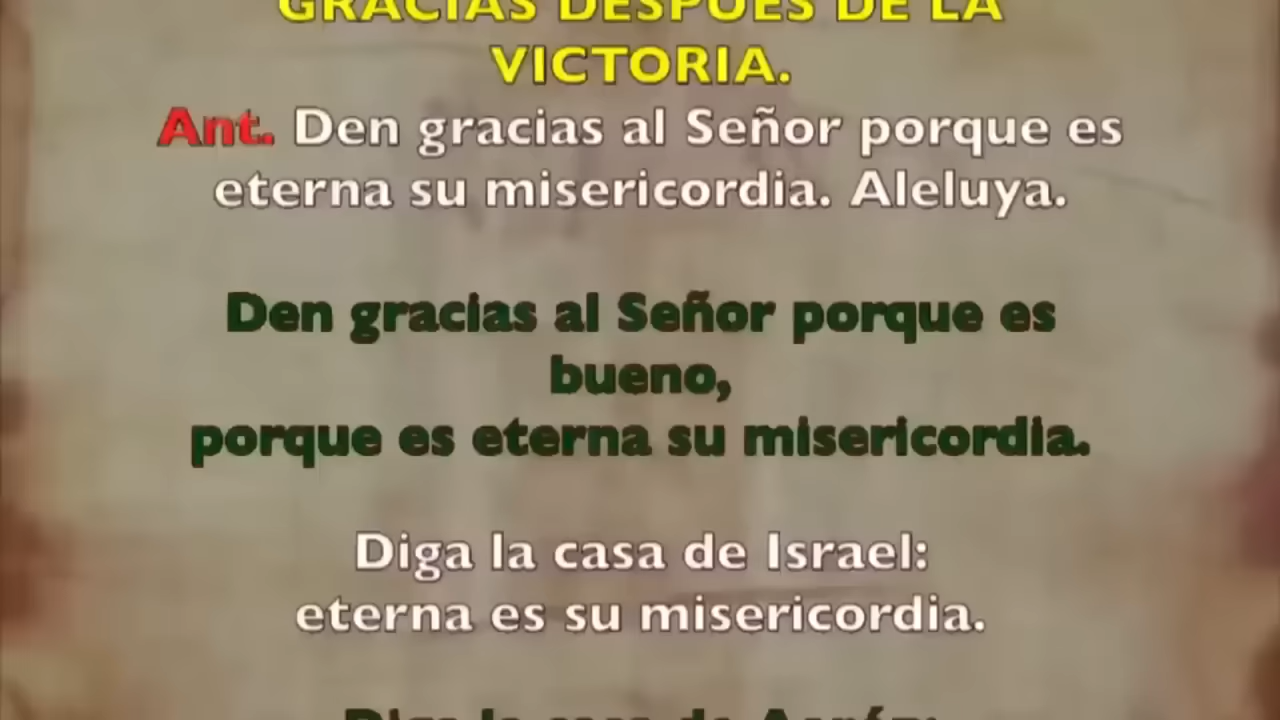 GRACIAS DESPUÉS DE LA
VICTORIA.
Ant. Den gracias al Señor porque es
eterna su misericordia. Aleluya.
Den gracias al Señor porque es
bueno,
porque es eterna su misericordia.
Diga la casa de Israel:
eterna es su misericordia.
Diga la casa de Aarón: